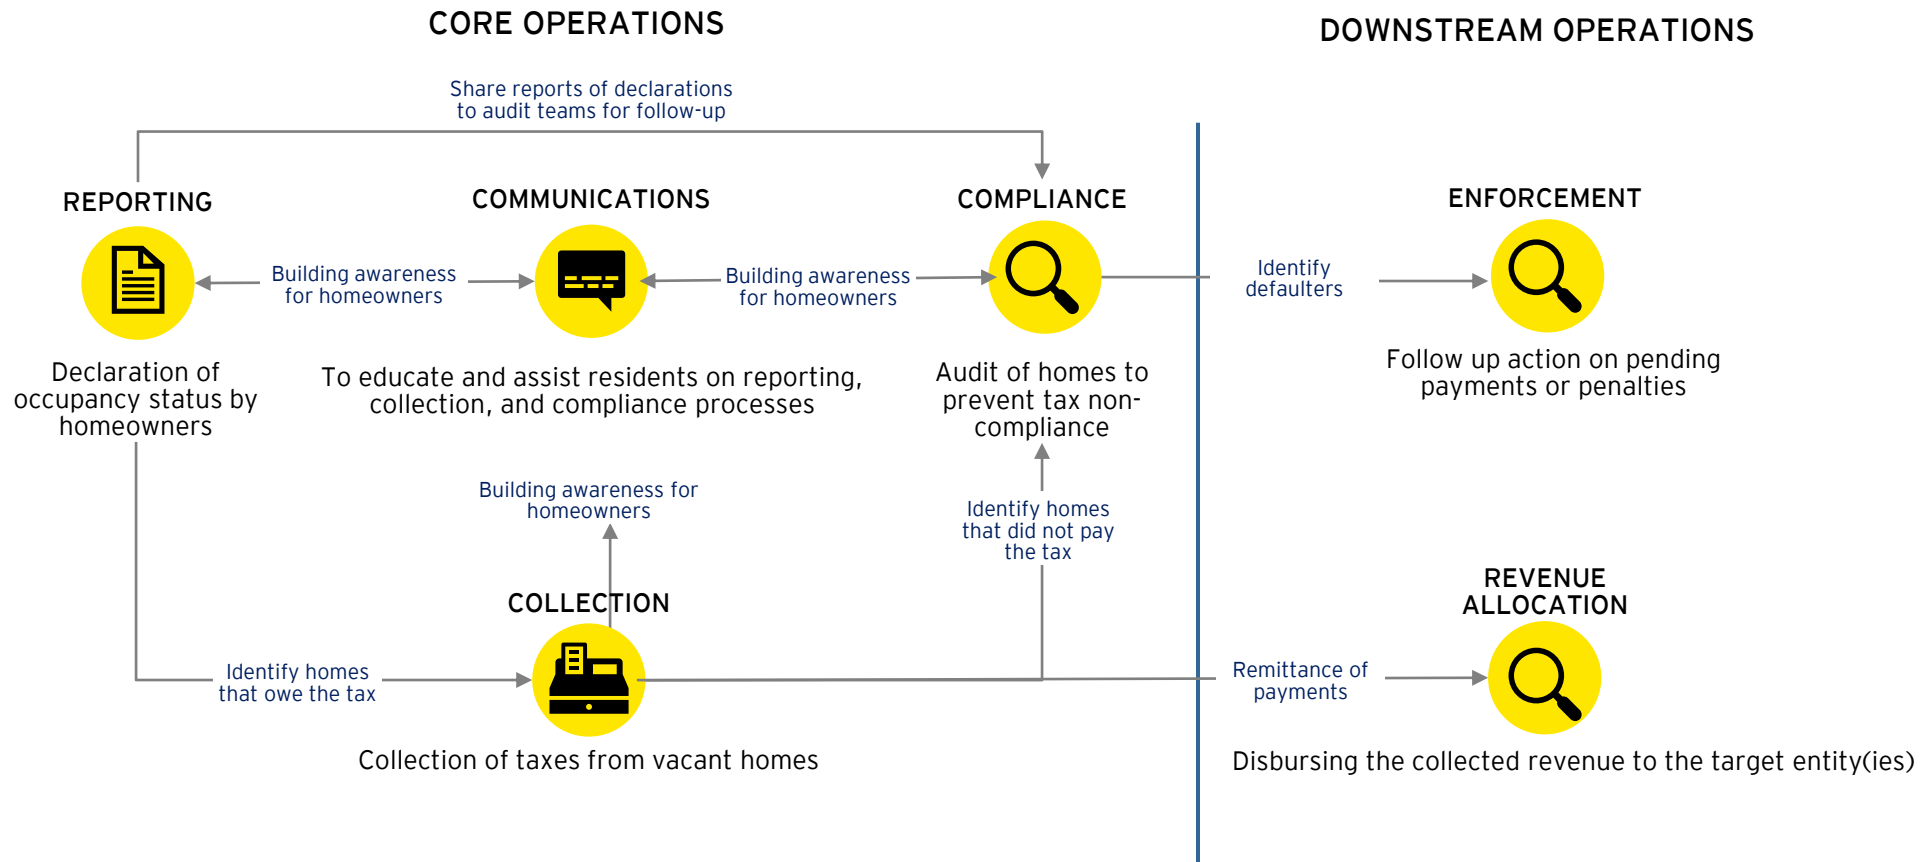 CORE OPERATIONS
DOWNSTREAM OPERATIONS
Share reports of declarations
to audit teams for follow-up
REPORTING
COMMUNICATIONS
COMPLIANCE
ENFORCEMENT
Building awareness
for homeowners
Building awareness
for homeowners
Identify
defaulters
Declaration of
occupancy status by
homeowners
To educate and assist residents on reporting,
collection, and compliance processes
Audit of homes to
prevent tax non-
compliance
Follow up action on pending
payments or penalties
Building awareness for
homeowners
Identify homes
that did not pay
the tax
COLLECTION
REVENUE
ALLOCATION
Identify homes
that owe the tax
Remittance of
payments
Collection of taxes from vacant homes
Disbursing the collected revenue to the target entity(ies)